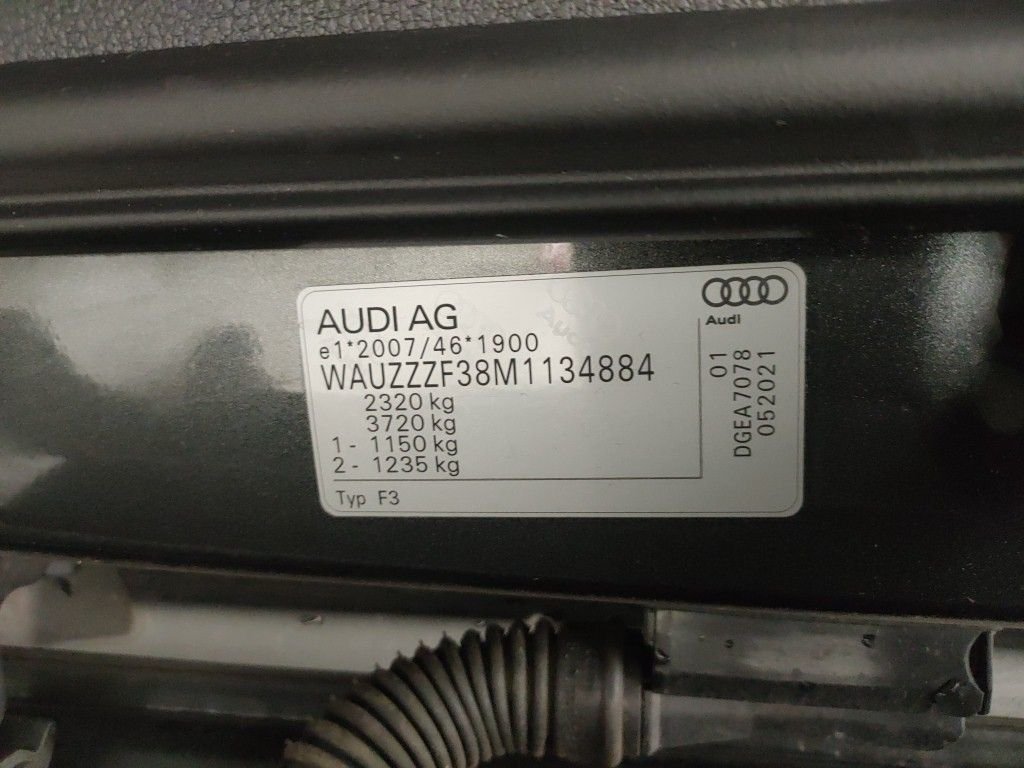 AUDI AG
e1*2007/46*1900
WAUZZZF38M1134884
2320 kg
3720 kg
1 - 1150 kg
2 - 1235 kg
Typ F3
Audi
01
DGEA7078
052021